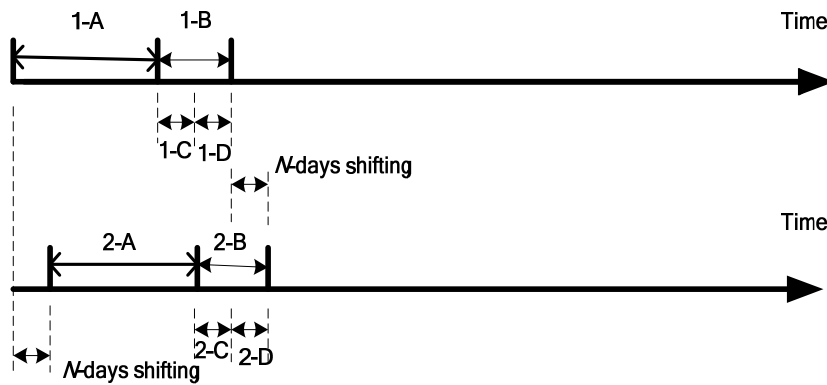 1-A
1-B
Time
1-C
1-D
N-days shifting
Time
2-A
2-B
2-C
2-D
N-days shifting